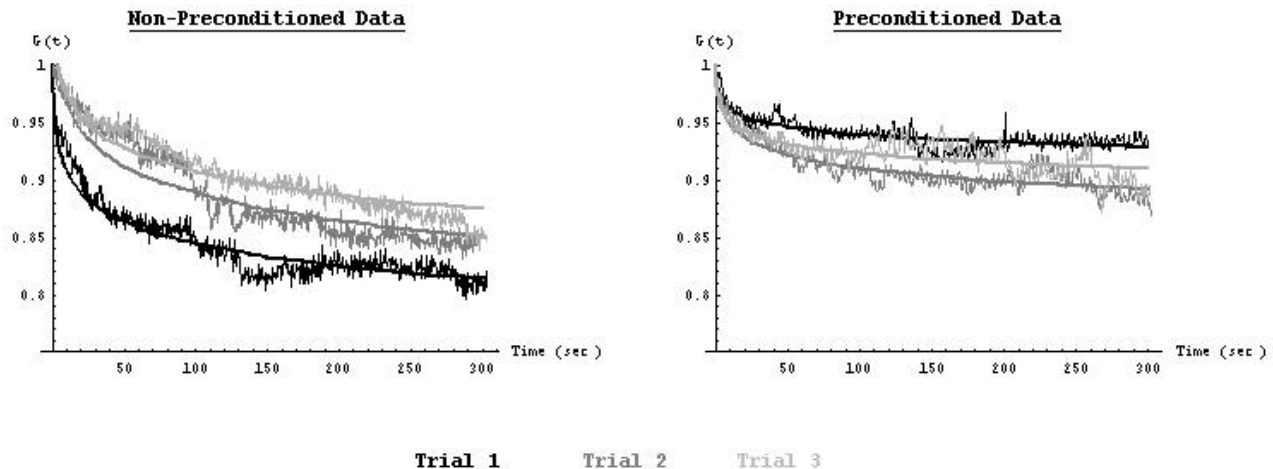 Non-Preconditioned Data
G(t)
1
0.95
0.9
0.85
0.8
50 100 150 200 250 300
Time (sec)
Preconditioned Data
G(t)
1
0.95
0.9
0.85
0.8
50 100 150 200 250 300
Time (sec)
Trial 1 Trial 2 Trial 3